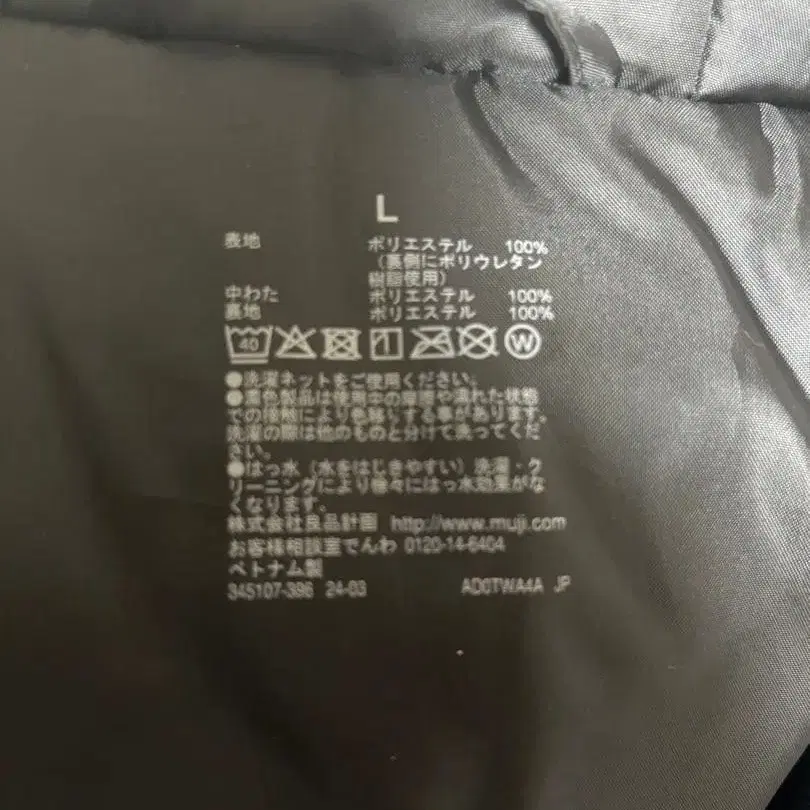 L
表地 ポリエステル 100%
（裏側にポリウレタン
樹脂使用）
中わた ポリエステル 100%
裏地 ポリエステル 100%
40 W
●洗濯ネットをご使用ください。
●濃色製品は使用中の摩擦や濡れた状態
での接触により色移りする事があります。
洗濯の際は他のものと分けて洗ってくだ
さい。
●はっ水（水をはじきやすい）洗濯・ク
リーニングにより徐々にはっ水効果がな
くなります。
株式会社良品計画 http://www.muji.com
お客様相談室でんわ 0120-14-6404
ベトナム製
345107-396 24-03 AD0TWA4A JP